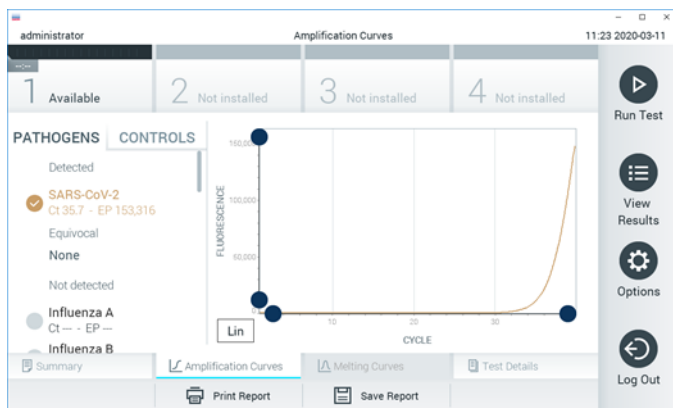 administrator
Amplification Curves
11:23 2020-03-11
--:--
1 Available
2 Not installed
3 Not installed
4 Not installed
Run Test
View
Results
Options
Log Out
PATHOGENS CONTROLS
Detected
SARS-CoV-2
Ct 35.7 - EP 153,316
Equivocal
None
Not detected
Influenza A
Ct --- - EP ---
Influenza B
FLUORESCENCE
150,000
100,000
50,000
0
10 20 30
CYCLE
Lin
Summary
Amplification Curves
Melting Curves
Test Details
Print Report
Save Report